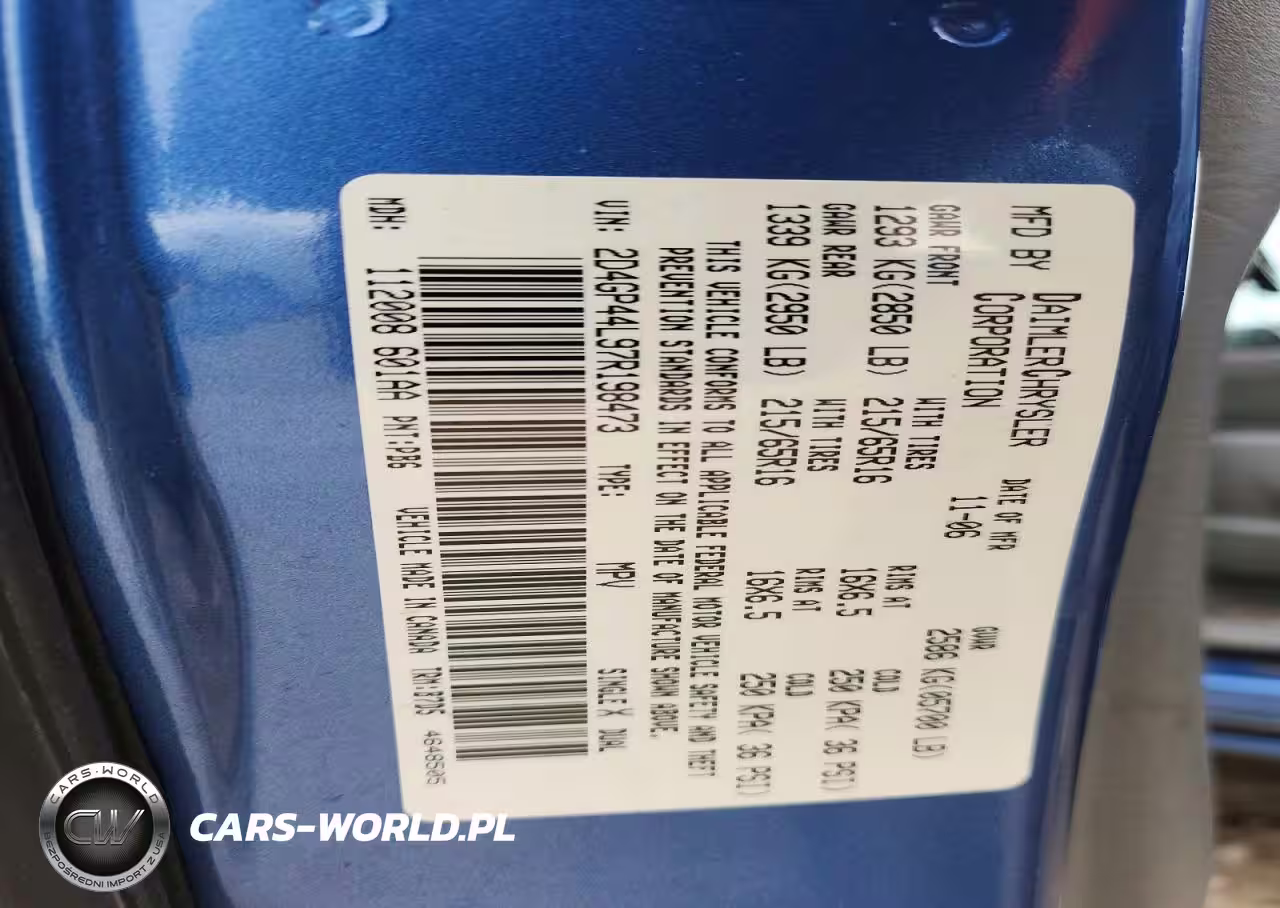 MFD BY DAIMLERCHRYSLER CORPORATION
DATE OF MFR 11-06
GVWR 2586 KG(05700 LB)
GAWR FRONT WITH TIRES RIMS AT COLD
1293 KG(2850 LB) 215/65R16 16X6.5 250 KPA( 36 PSI)
GAWR REAR WITH TIRES RIMS AT COLD
1339 KG(2950 LB) 215/65R16 16X6.5 250 KPA( 36 PSI)
THIS VEHICLE CONFORMS TO ALL APPLICABLE FEDERAL MOTOR VEHICLE SAFETY AND THEFT
PREVENTION STANDARDS IN EFFECT ON THE DATE OF MANUFACTURE SHOWN ABOVE.
VIN: 2D4GP44L97R198473 TYPE: MPV SINGLE X DUAL
MDH: 112008 601AA PNT:PB6 VEHICLE MADE IN CANADA 4648505
CARS-WORLD
CW
BEZPOŚREDNI IMPORT Z USA
CARS-WORLD.PL